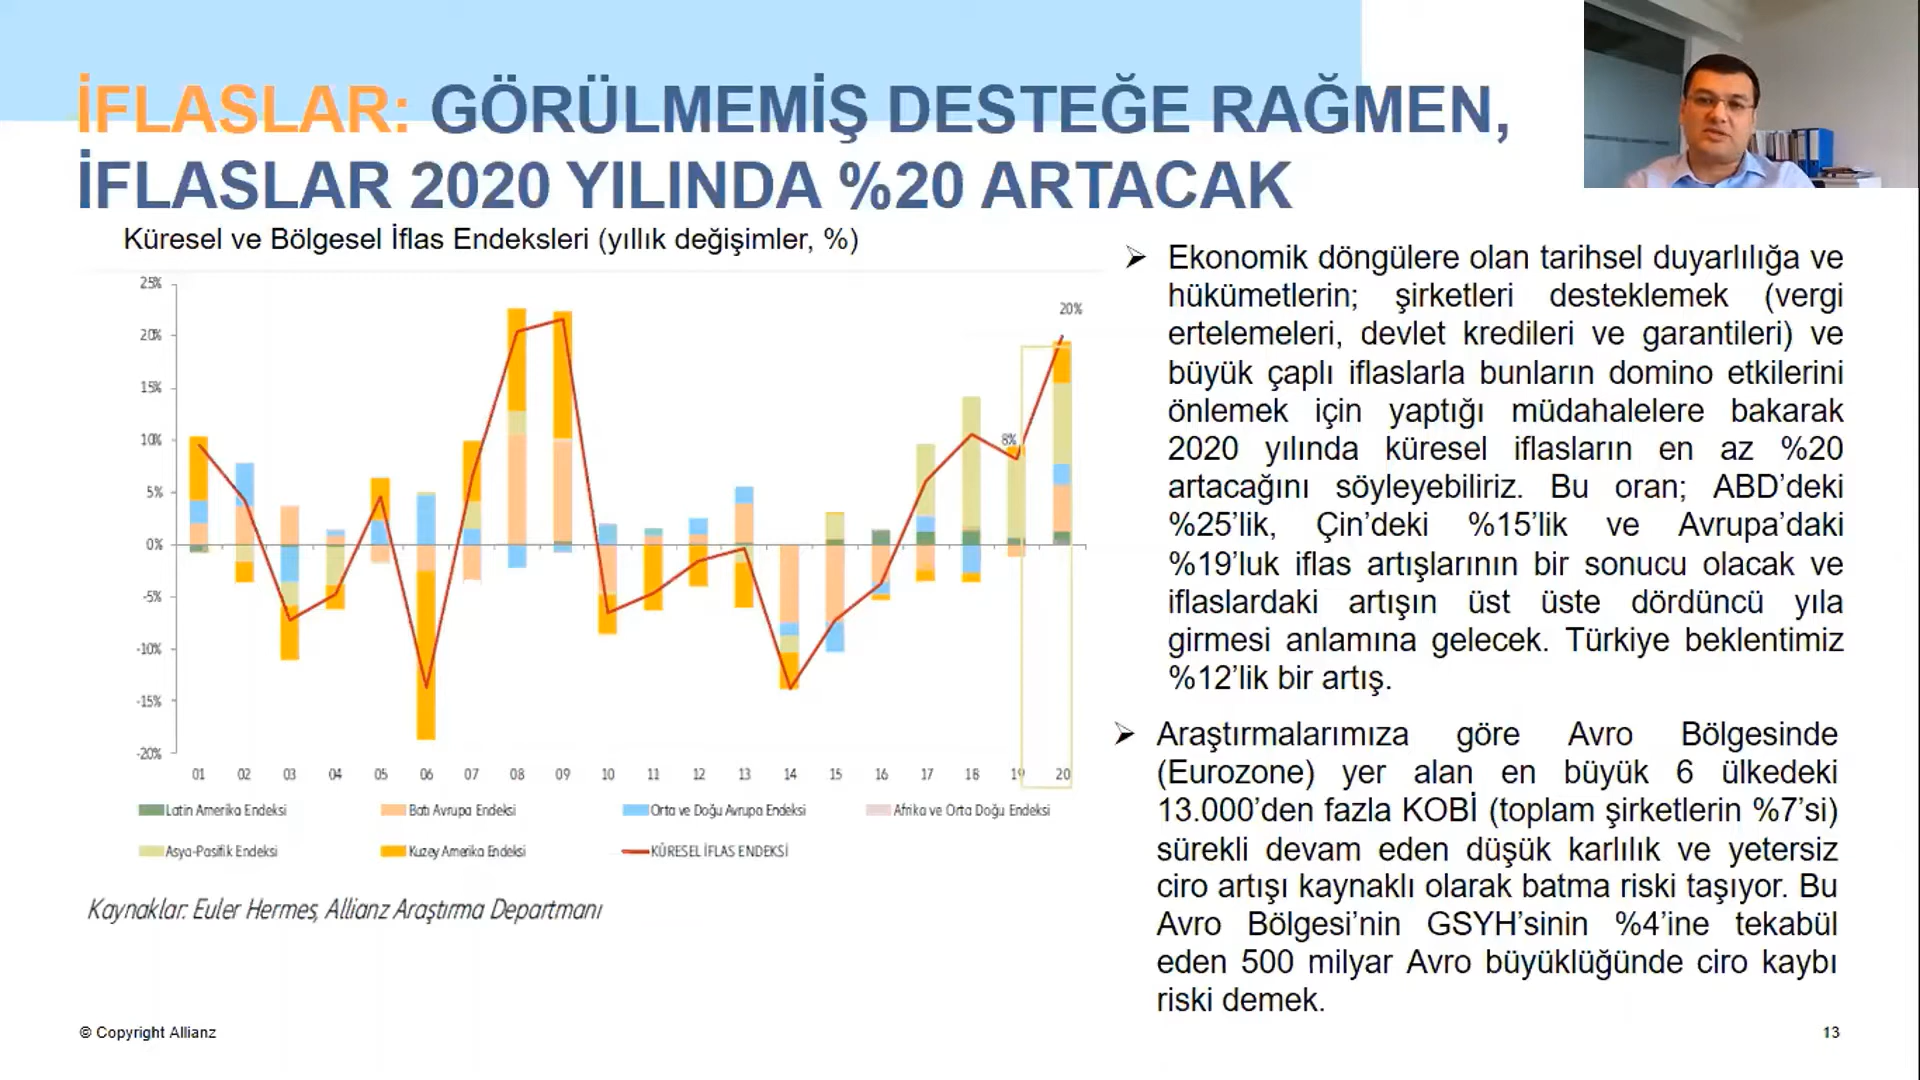 İFLASLAR: GÖRÜLMEMİŞ DESTEĞE RAĞMEN,
İFLASLAR 2020 YILINDA %20 ARTACAK
Küresel ve Bölgesel İflas Endeksleri (yıllık değişimler, %)
25%
20%
15%
10%
5%
0%
-5%
-10%
-15%
-20%
20%
8%
01 02 03 04 05 06 07 08 09 10 11 12 13 14 15 16 17 18 19 20
Latin Amerika Endeksi Batı Avrupa Endeksi Orta ve Doğu Avrupa Endeksi Afrika ve Orta Doğu Endeksi
Asya-Pasifik Endeksi Kuzey Amerika Endeksi KÜRESEL İFLAS ENDEKSİ
Kaynaklar: Euler Hermes, Allianz Araştırma Departmanı
➢ Ekonomik döngülere olan tarihsel duyarlılığa ve
hükümetlerin; şirketleri desteklemek (vergi
ertelemeleri, devlet kredileri ve garantileri) ve
büyük çaplı iflaslarla bunların domino etkilerini
önlemek için yaptığı müdahalelere bakarak
2020 yılında küresel iflasların en az %20
artacağını söyleyebiliriz. Bu oran; ABD’deki
%25’lik, Çin’deki %15’lik ve Avrupa’daki
%19’luk iflas artışlarının bir sonucu olacak ve
iflaslardaki artışın üst üste dördüncü yıla
girmesi anlamına gelecek. Türkiye beklentimiz
%12’lik bir artış.
➢ Araştırmalarımıza göre Avro Bölgesinde
(Eurozone) yer alan en büyük 6 ülkedeki
13.000’den fazla KOBİ (toplam şirketlerin %7’si)
sürekli devam eden düşük karlılık ve yetersiz
ciro artışı kaynaklı olarak batma riski taşıyor. Bu
Avro Bölgesi’nin GSYH’sinin %4’ine tekabül
eden 500 milyar Avro büyüklüğünde ciro kaybı
riski demek.
© Copyright Allianz
13